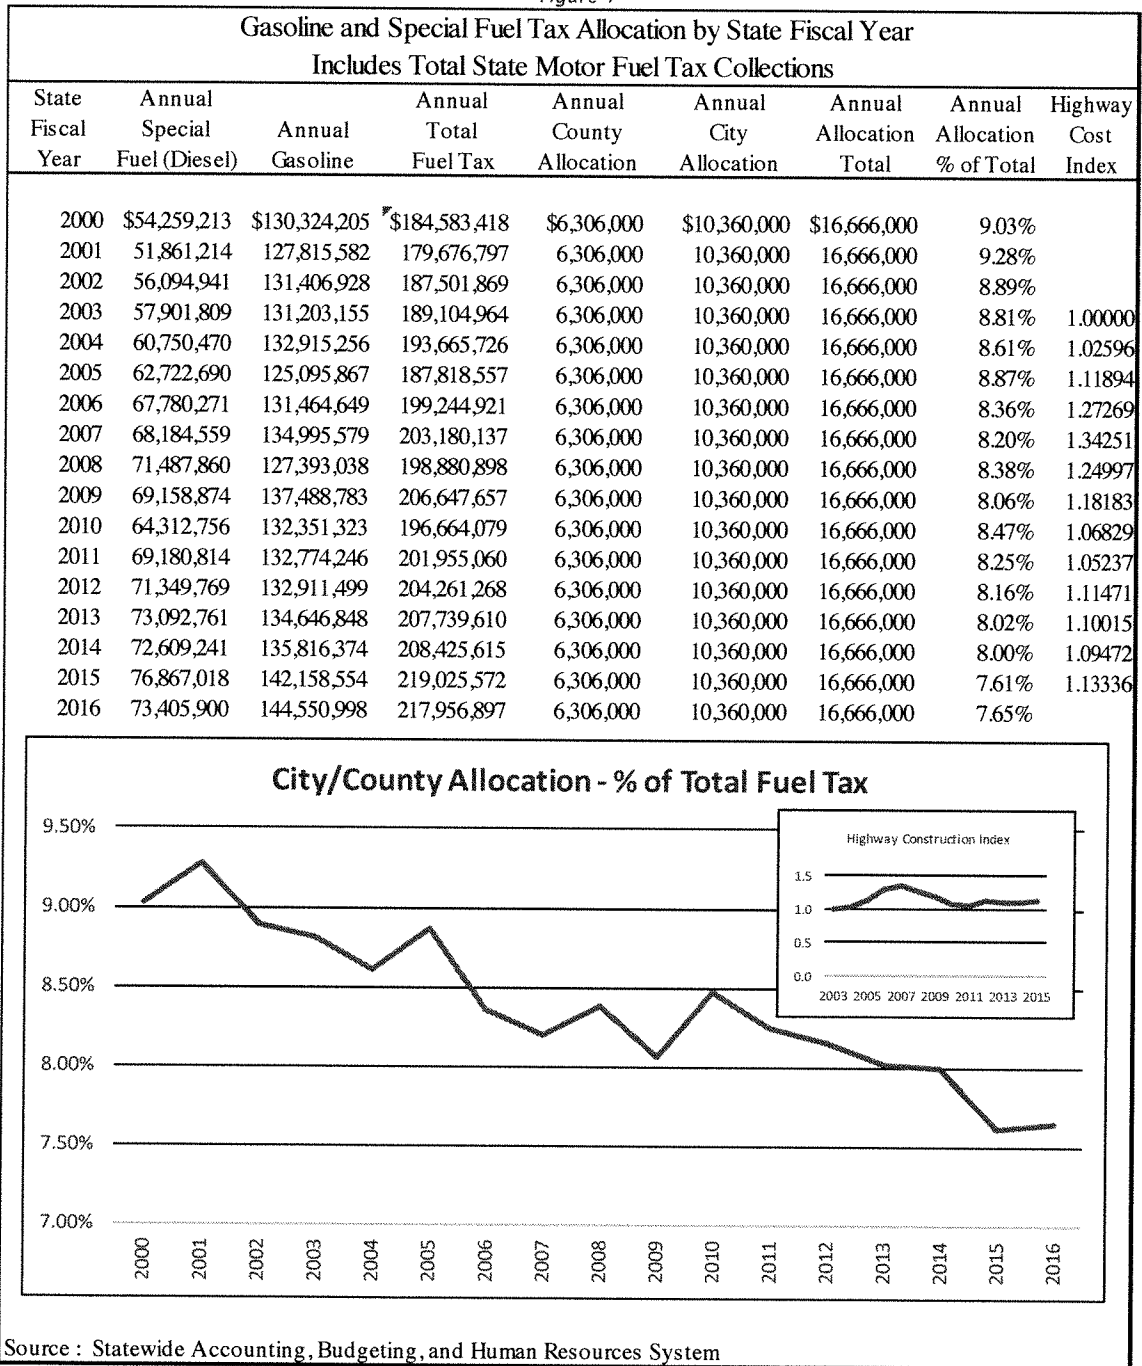 Figure
Gasoline and Special Fuel Tax Allocation by State Fiscal Year
Includes Total State Motor Fuel Tax Collections
State Annual Annual Annual Annual Annual Annual Highway
Fiscal Special Annual Total County City Allocation Allocation Cost
Year Fuel (Diesel) Gasoline Fuel Tax Allocation Allocation Total % of Total Index
2000 $54,259,213 $130,324,205 $184,583,418 $6,306,000 $10,360,000 $16,666,000 9.03%
2001 51,861,214 127,815,582 179,676,797 6,306,000 10,360,000 16,666,000 9.28%
2002 56,094,941 131,406,928 187,501,869 6,306,000 10,360,000 16,666,000 8.89%
2003 57,901,809 131,203,155 189,104,964 6,306,000 10,360,000 16,666,000 8.81% 1.00000
2004 60,750,470 132,915,256 193,665,726 6,306,000 10,360,000 16,666,000 8.61% 1.02596
2005 62,722,690 125,095,867 187,818,557 6,306,000 10,360,000 16,666,000 8.87% 1.11894
2006 67,780,271 131,464,649 199,244,921 6,306,000 10,360,000 16,666,000 8.36% 1.27269
2007 68,184,559 134,995,579 203,180,137 6,306,000 10,360,000 16,666,000 8.20% 1.34251
2008 71,487,860 127,393,038 198,880,898 6,306,000 10,360,000 16,666,000 8.38% 1.24997
2009 69,158,874 137,488,783 206,647,657 6,306,000 10,360,000 16,666,000 8.06% 1.18183
2010 64,312,756 132,351,323 196,664,079 6,306,000 10,360,000 16,666,000 8.47% 1.06829
2011 69,180,814 132,774,246 201,955,060 6,306,000 10,360,000 16,666,000 8.25% 1.05237
2012 71,349,769 132,911,499 204,261,268 6,306,000 10,360,000 16,666,000 8.16% 1.11471
2013 73,092,761 134,646,848 207,739,610 6,306,000 10,360,000 16,666,000 8.02% 1.10015
2014 72,609,241 135,816,374 208,425,615 6,306,000 10,360,000 16,666,000 8.00% 1.09472
2015 76,867,018 142,158,554 219,025,572 6,306,000 10,360,000 16,666,000 7.61% 1.13336
2016 73,405,900 144,550,998 217,956,897 6,306,000 10,360,000 16,666,000 7.65%
City/County Allocation - % of Total Fuel Tax
9.50%
9.00%
8.50%
8.00%
7.50%
7.00%
2000 2001 2002 2003 2004 2005 2006 2007 2008 2009 2010 2011 2012 2013 2014 2015 2016
Highway Construction Index
1.5
1.0
0.5
0.0
2003 2005 2007 2009 2011 2013 2015
Source : Statewide Accounting, Budgeting, and Human Resources System